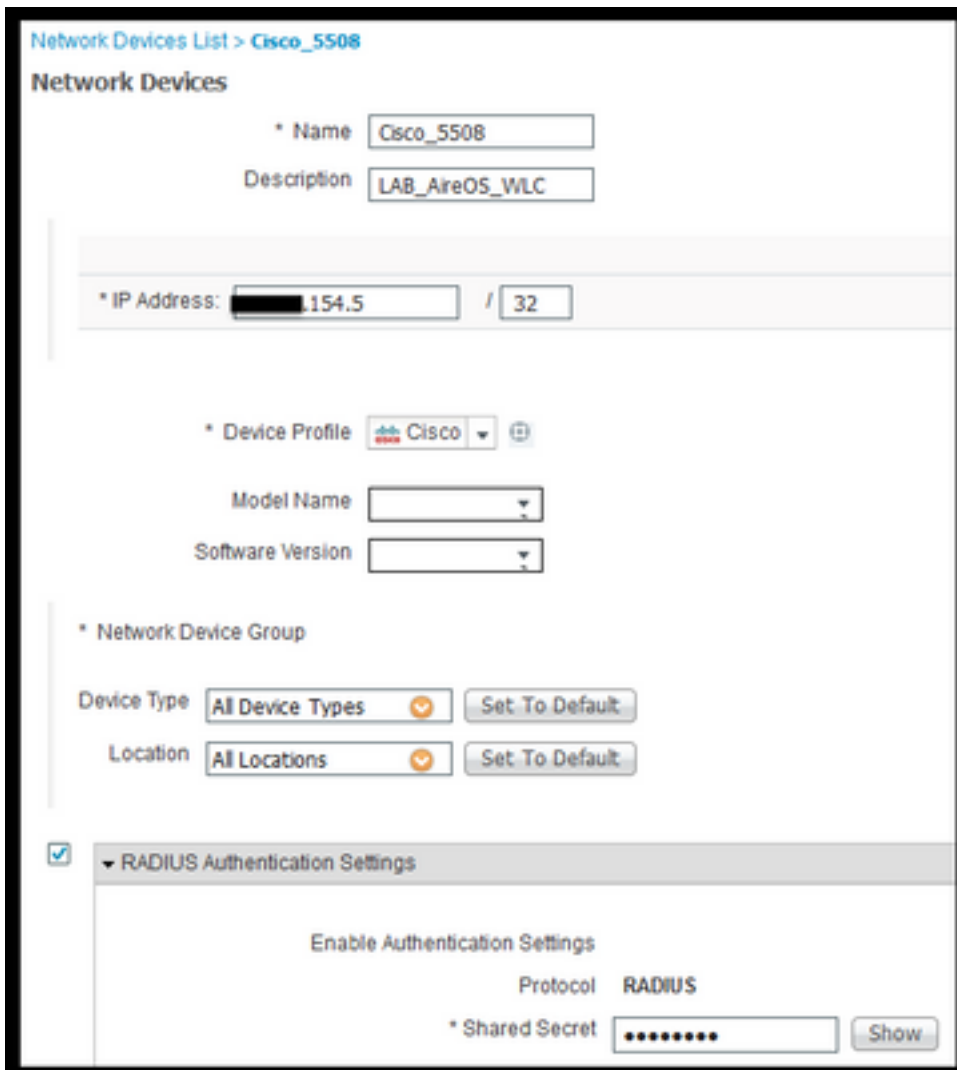 Network Devices List > Cisco_5508
Network Devices
* Name Cisco_5508
Description LAB_AireOS_WLC
* IP Address: .154.5 / 32
* Device Profile Cisco
Model Name
Software Version
* Network Device Group
Device Type All Device Types Set To Default
Location All Locations Set To Default
RADIUS Authentication Settings
Enable Authentication Settings
Protocol RADIUS
* Shared Secret •••••••• Show